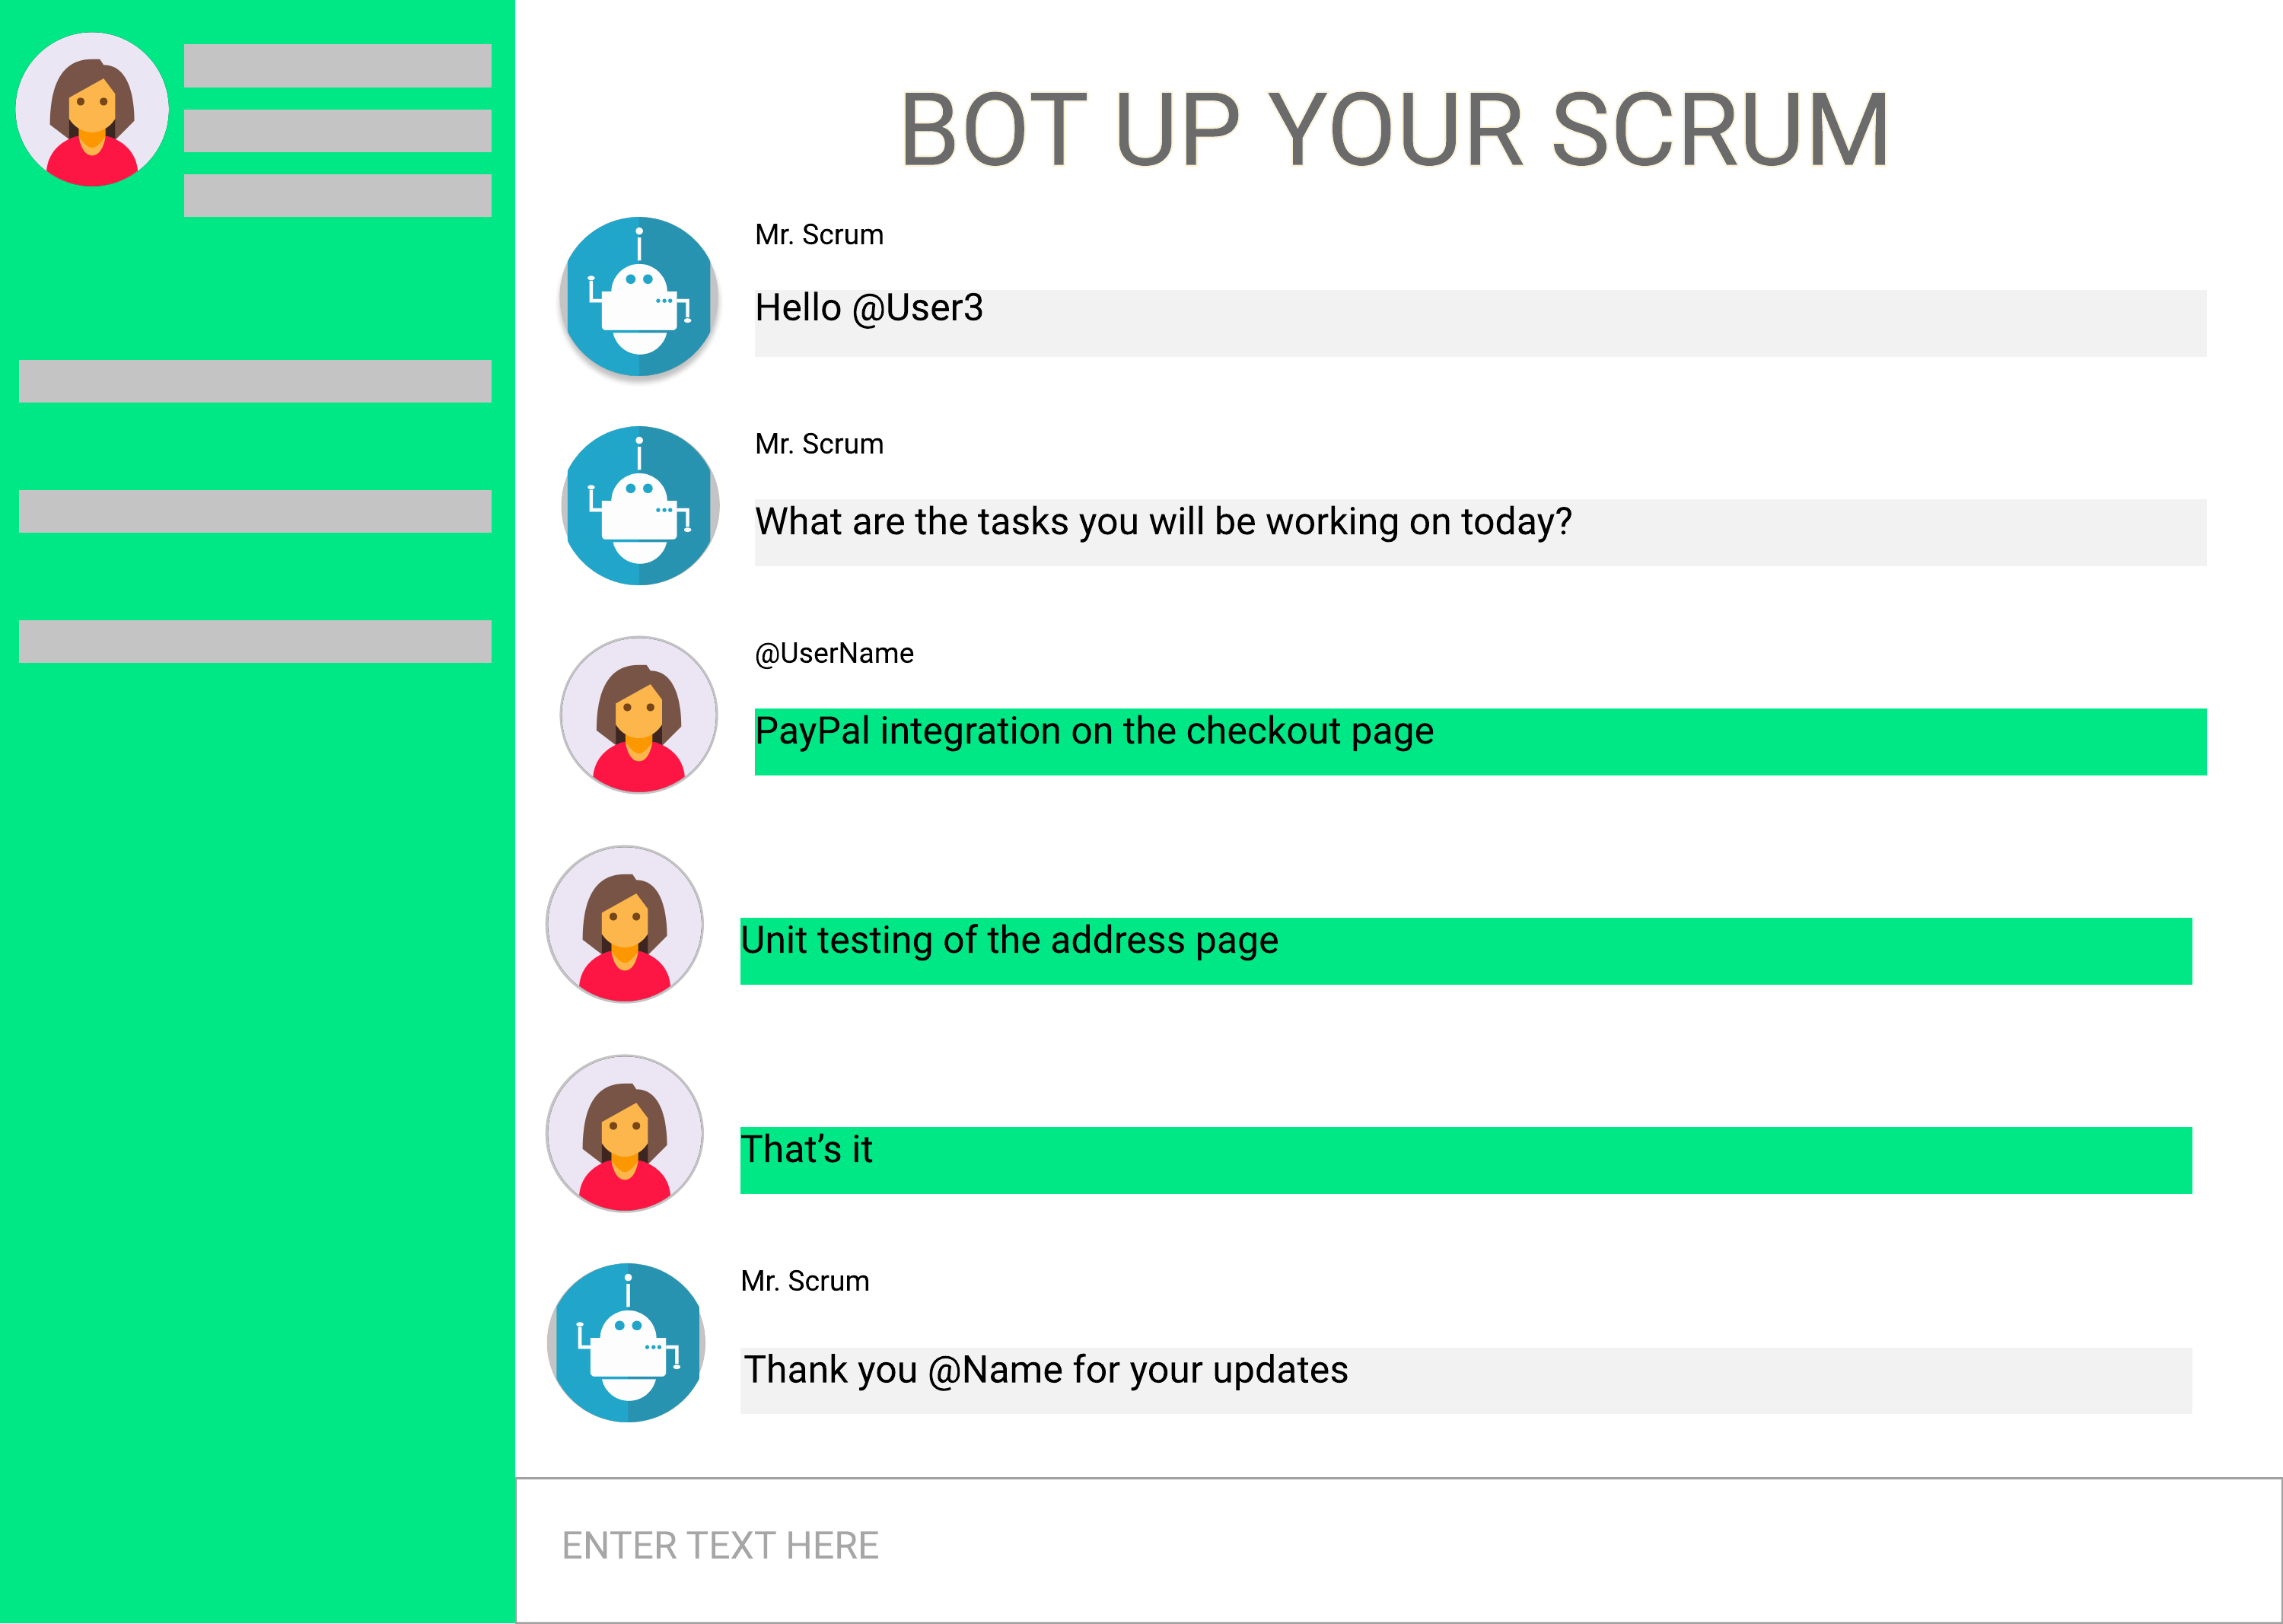 BOT UP YOUR SCRUM
Mr. Scrum
Hello @User3
Mr. Scrum
What are the tasks you will be working on today?
@UserName
PayPal integration on the checkout page
Unit testing of the address page
That’s it
Mr. Scrum
Thank you @Name for your updates
ENTER TEXT HERE